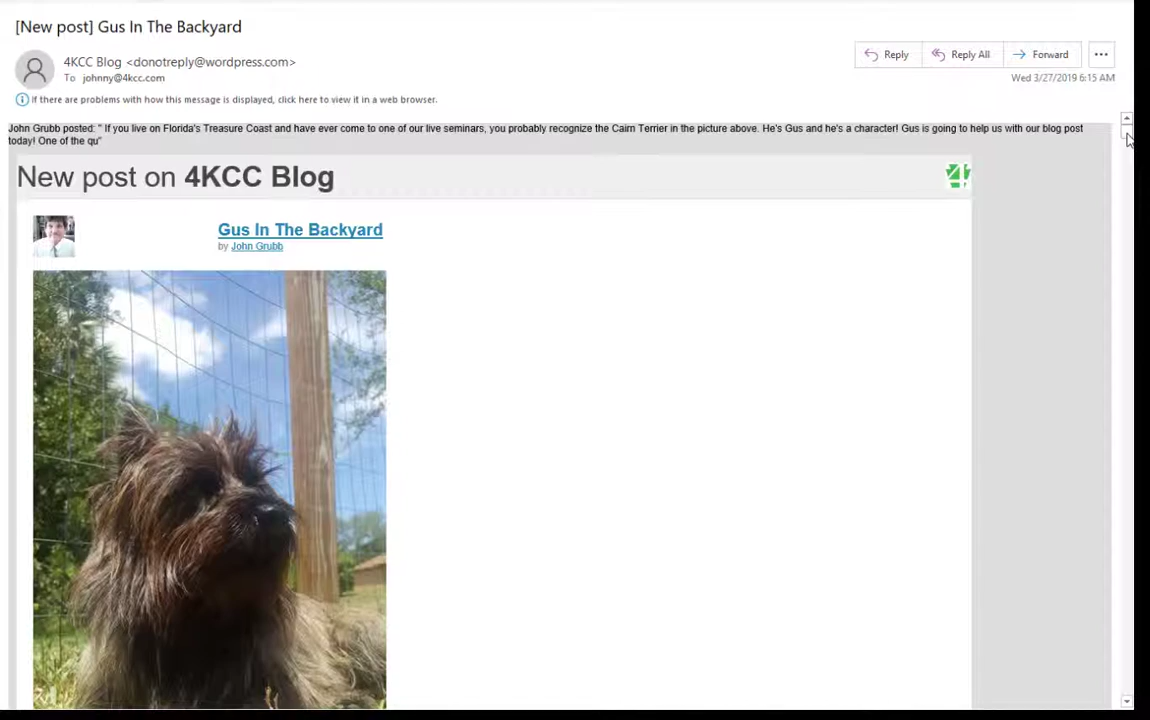 [New post] Gus In The Backyard
4KCC Blog <donotreply@wordpress.com>
To johnny@4kcc.com
Reply
Reply All
Forward
Wed 3/27/2019 6:15 AM
If there are problems with how this message is displayed, click here to view it in a web browser.
John Grubb posted: " If you live on Florida's Treasure Coast and have ever come to one of our live seminars, you probably recognize the Cairn Terrier in the picture above. He's Gus and he's a character! Gus is going to help us with our blog post
today! One of the qu"
New post on 4KCC Blog
4
Gus In The Backyard
by John Grubb